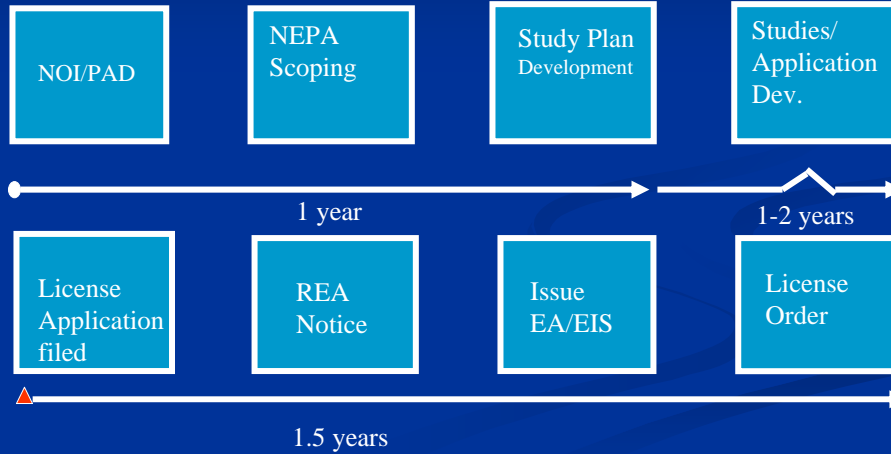 NOI/PAD
NEPA
Scoping
Study Plan
Development
Studies/
Application
Dev.
1 year
1-2 years
License
Application
filed
REA
Notice
Issue
EA/EIS
License
Order
1.5 years